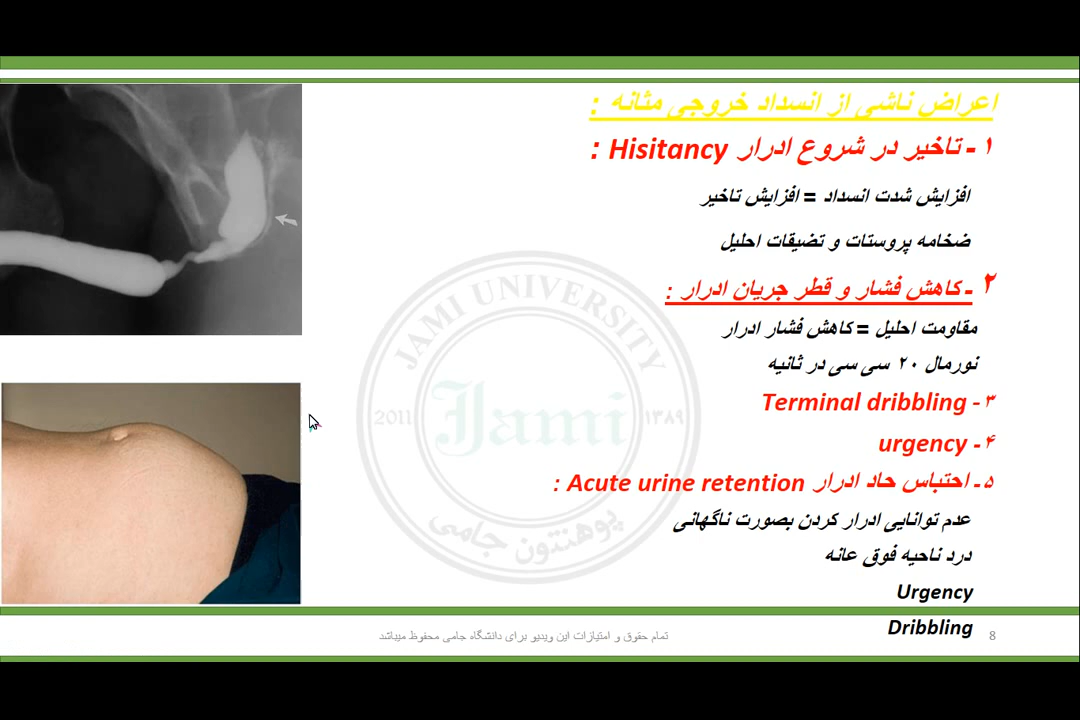 اعراض ناشی از انسداد خروجی مثانه :
۱ - تاخیر در شروع ادرار Hisitancy :
افزایش شدت انسداد = افزایش تاخیر
ضخامه پروستات و تضیقات احلیل
۲ - کاهش فشار و قطر جریان ادرار :
مقاومت احلیل = کاهش فشار ادرار
نورمال ۲۰ سی سی در ثانیه
۳ - Terminal dribbling
۴ - urgency
۵ - احتباس حاد ادرار Acute urine retention :
عدم توانایی ادرار کردن بصورت ناگهانی
درد ناحیه فوق عانه
Urgency
Dribbling
JAMI UNIVERSITY
2011 Jami ۱۳۸۹
پوهنتون جامی
تمام حقوق و امتیازات این ویدیو برای دانشگاه جامی محفوظ میباشد
8